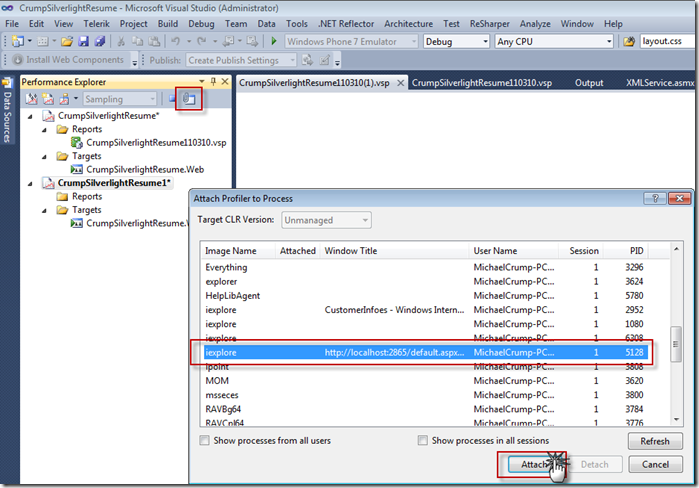 CrumpSilverlightResume - Microsoft Visual Studio (Administrator)
File Edit View Project Build Debug Team Data Tools .NET Reflector Architecture Test ReSharper Analyze Window Help
Windows Phone 7 Emulator Debug Any CPU layout.css
Install Web Components Publish: Create Publish Settings
Data Sources
Performance Explorer
Sampling
CrumpSilverlightResume*
Reports
CrumpSilverlightResume110310.vsp
Targets
CrumpSilverlightResume.Web
CrumpSilverlightResume1*
Reports
Targets
CrumpSilverlightResume.
CrumpSilverlightResume110310(1).vsp CrumpSilverlightResume110310.vsp Output XMLService.asmx
Attach Profiler to Process
Target CLR Version: Unmanaged
Image Name Attached Window Title User Name Session PID
Everything MichaelCrump-PC... 1 3296
explorer MichaelCrump-PC... 1 3624
HelpLibAgent MichaelCrump-PC... 1 5780
iexplore CustomerInfoes - Windows Intern... MichaelCrump-PC... 1 2952
iexplore MichaelCrump-PC... 1 1080
iexplore MichaelCrump-PC... 1 6308
iexplore http://localhost:2865/default.aspx... MichaelCrump-PC... 1 5128
ipoint MichaelCrump-PC... 1 3808
MOM MichaelCrump-PC... 1 3620
msseces MichaelCrump-PC... 1 3800
RAVBg64 MichaelCrump-PC... 1 3784
RAVCpl64 MichaelCrump-PC... 1 3776
Show processes from all users Show processes in all sessions Refresh
Attach Detach Cancel